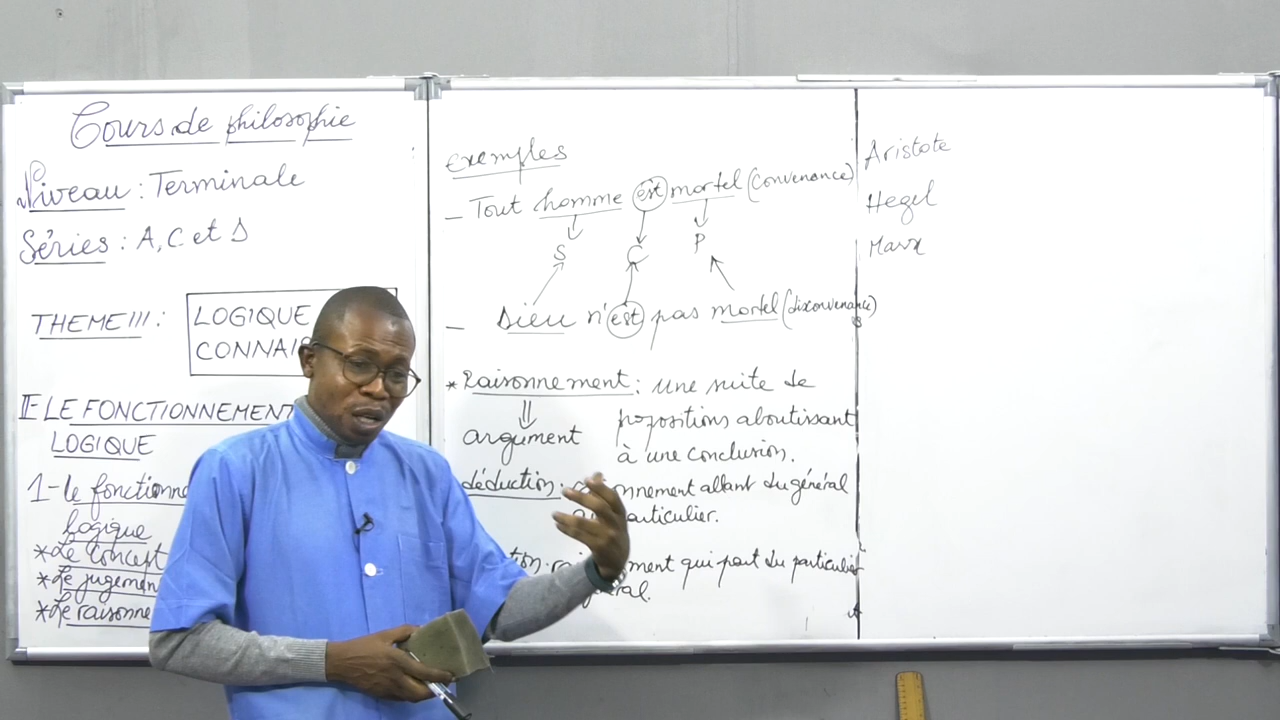 Cours de philosophie
Niveau : Terminale
Séries : A, C et D
THEME III : LOGIQUE
CONNAIS
II- LE FONCTIONNEMENT
LOGIQUE
1- le fonctionne
Logique
* Le Concept
* Le jugemen
* Le raisonne
Exemples
- Tout homme est mortel (convenance)
S C P
- Dieu n'est pas mortel (disconvenance)
* Raisonnement : une suite de
propositions aboutissant
argument
à une conclusion.
déduction : onnement allant du général
articulier.
tion rai ment qui part du particulier
éral.
Aristote
Hegel
Marx